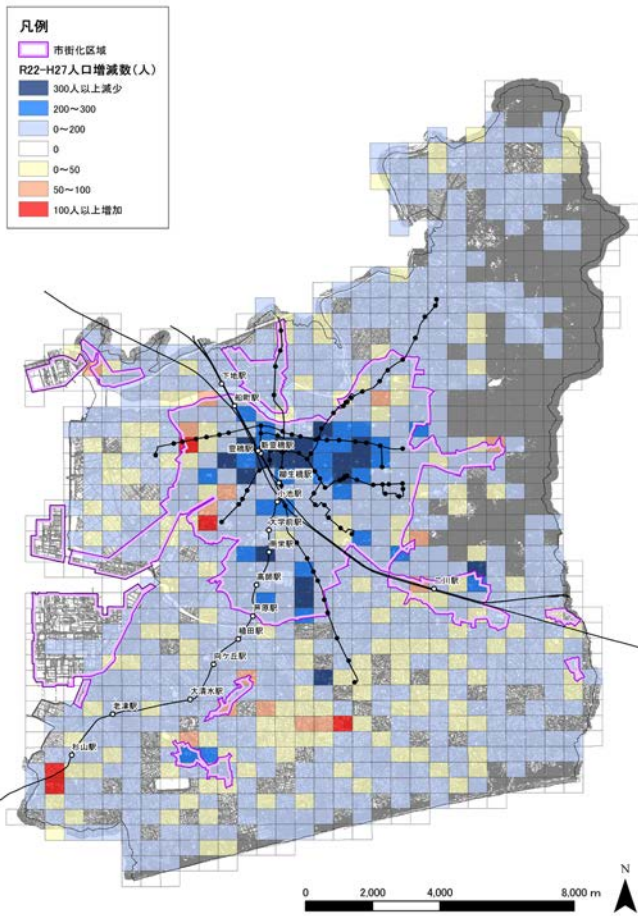 凡例
市街化区域
R22-H27人口増減数(人)
300人以上減少
200～300
0～200
0
0～50
50～100
100人以上増加
下地駅
船町駅
豊橋駅
新豊橋駅
柳生橋駅
小池駅
大学前駅
南栄駅
高師駅
芦原駅
植田駅
向ケ丘駅
大清水駅
老津駅
杉山駅
二川駅
N
0 2,000 4,000 8,000 m